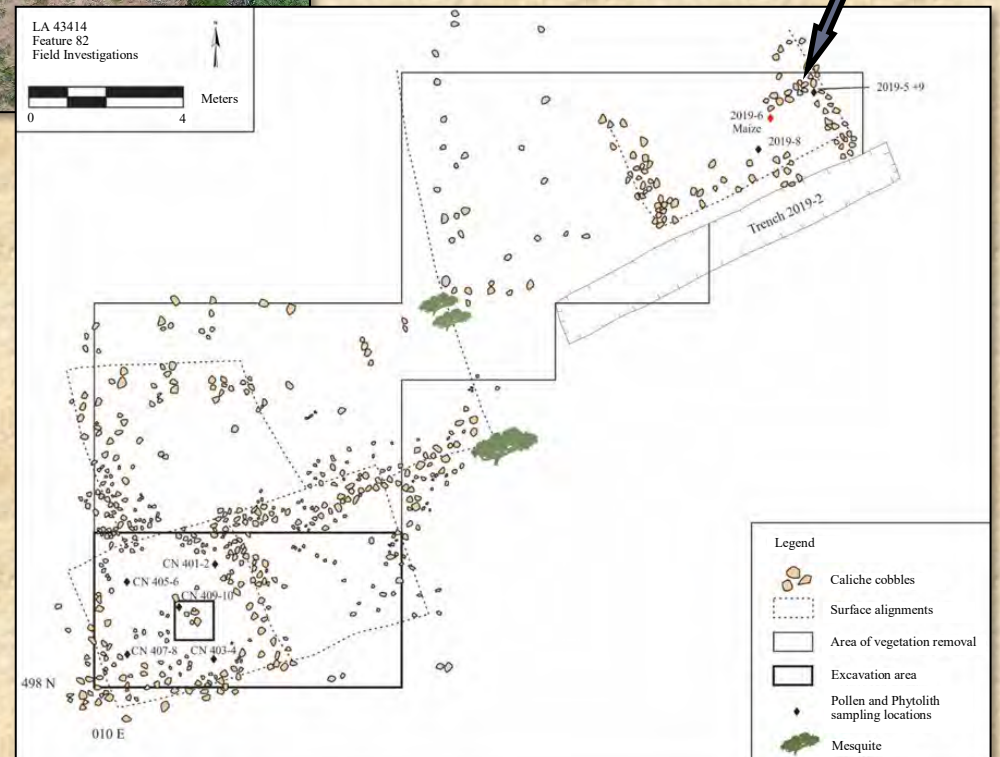 LA 43414
Feature 82
Field Investigations
Meters
0 4
2019-5 +9
2019-6
Maize
2019-8
Trench 2019-2
CN 401-2
CN 405-6
CN 409-10
CN 407-8 CN 403-4
498 N
010 E
Legend
Caliche cobbles
Surface alignments
Area of vegetation removal
Excavation area
Pollen and Phytolith
sampling locations
Mesquite